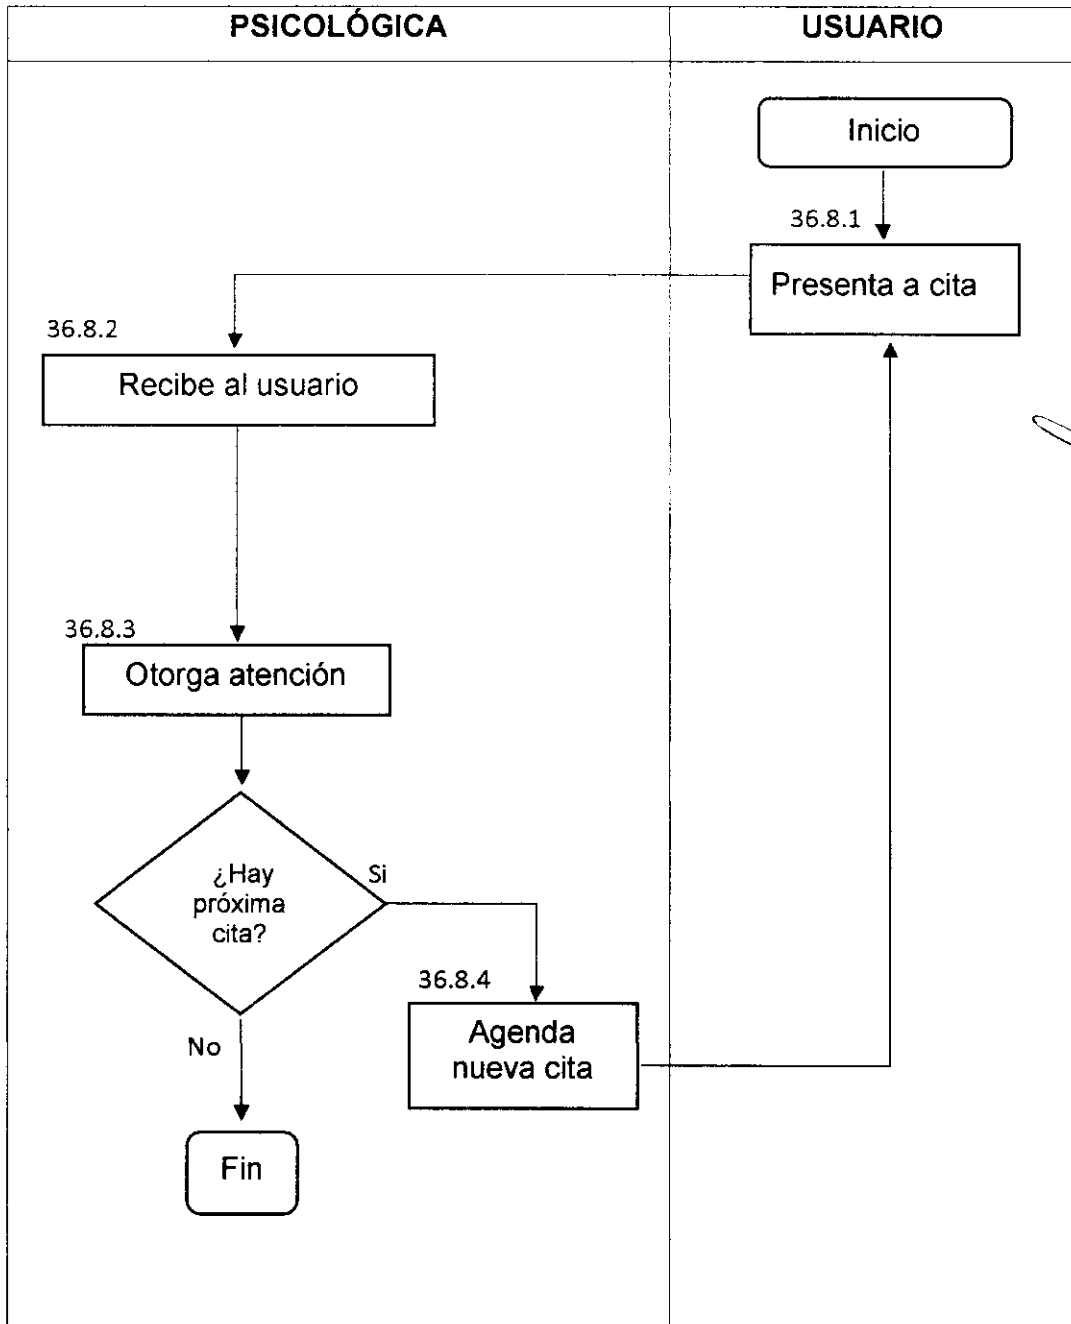 PSICOLÓGICA
USUARIO
Inicio
36.8.1
Presenta a cita
36.8.2
Recibe al usuario
36.8.3
Otorga atención
¿Hay
próxima
cita?
Si
36.8.4
Agenda
nueva cita
No
Fin